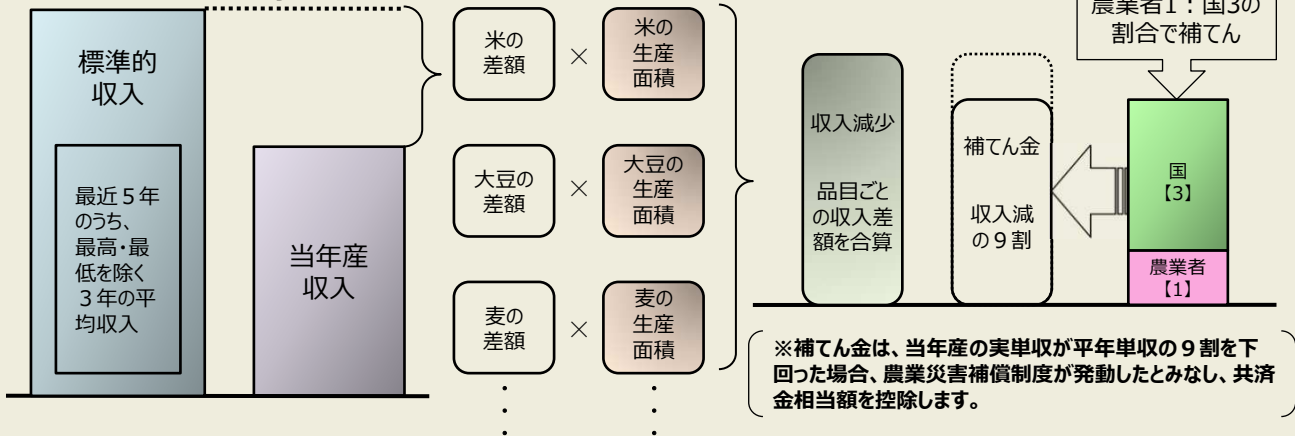 標準的
収入
最近５年
のうち、
最高・最
低を除く
３年の平
均収入
当年産
収入
米の
差額
×
米の
生産
面積
大豆の
差額
×
大豆の
生産
面積
麦の
差額
×
麦の
生産
面積
・
・
・
・
・
・
収入減少
品目ごと
の収入差
額を合算
補てん金
収入減
の９割
農業者1：国3の
割合で補てん
国
【3】
農業者
【1】
※補てん金は、当年産の実単収が平年単収の９割を下
回った場合、農業災害補償制度が発動したとみなし、共済
金相当額を控除します。